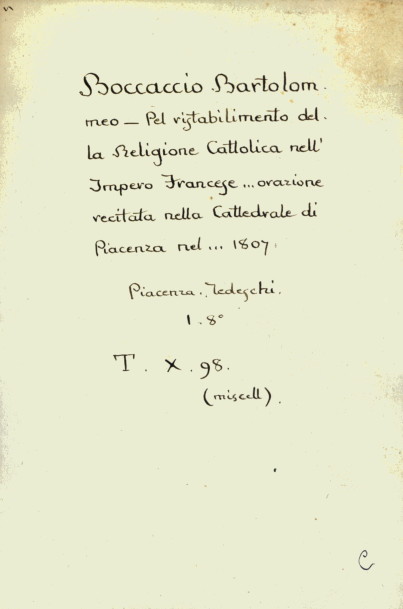 Boccaccio Bartolom-
meo — Pel ristabilimento del-
la Religione Cattolica nell'
Impero Francese ... orazione
recitata nella Cattedrale di
Piacenza nel ... 1807.
Piacenza. Tedeschi.
1. 8°
T. X. 98.
(miscell).
C